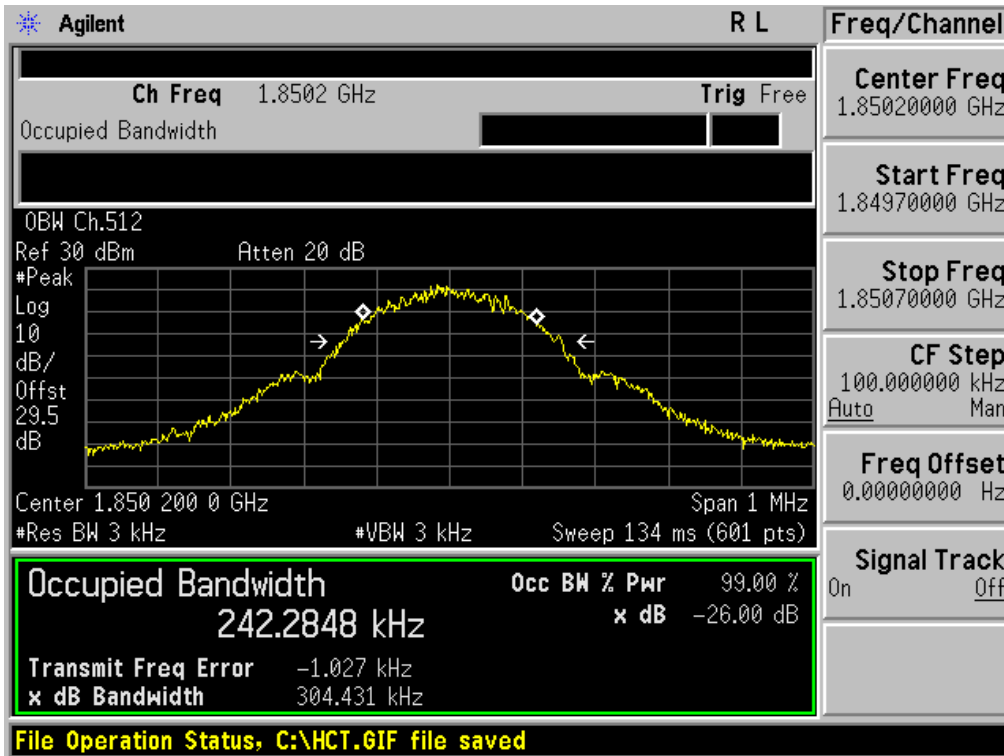 Agilent
R L
Freq/Channel
Ch Freq 1.8502 GHz
Trig Free
Occupied Bandwidth
Center Freq
1.85020000 GHz
Start Freq
1.84970000 GHz
Stop Freq
1.85070000 GHz
CF Step
100.000000 kHz
Auto Man
Freq Offset
0.00000000 Hz
Signal Track
On Off
OBW Ch.512
Ref 30 dBm Atten 20 dB
#Peak
Log
10
dB/
Offst
29.5
dB
Center 1.850 200 0 GHz Span 1 MHz
#Res BW 3 kHz #VBW 3 kHz Sweep 134 ms (601 pts)
Occupied Bandwidth
242.2848 kHz
Occ BW % Pwr 99.00 %
x dB -26.00 dB
Transmit Freq Error -1.027 kHz
x dB Bandwidth 304.431 kHz
File Operation Status, C:\HCT.GIF file saved